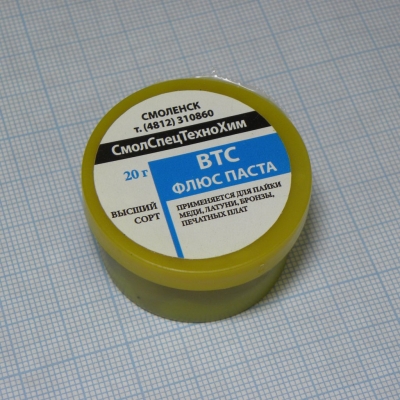 СМОЛЕНСК
т. (4812) 310860
СмолСпецТехноХим
20 г
ВТС
ФЛЮС ПАСТА
ВЫСШИЙ
СОРТ
ПРИМЕНЯЕТСЯ ДЛЯ ПАЙКИ
МЕДИ, ЛАТУНИ, БРОНЗЫ,
ПЕЧАТНЫХ ПЛАТ